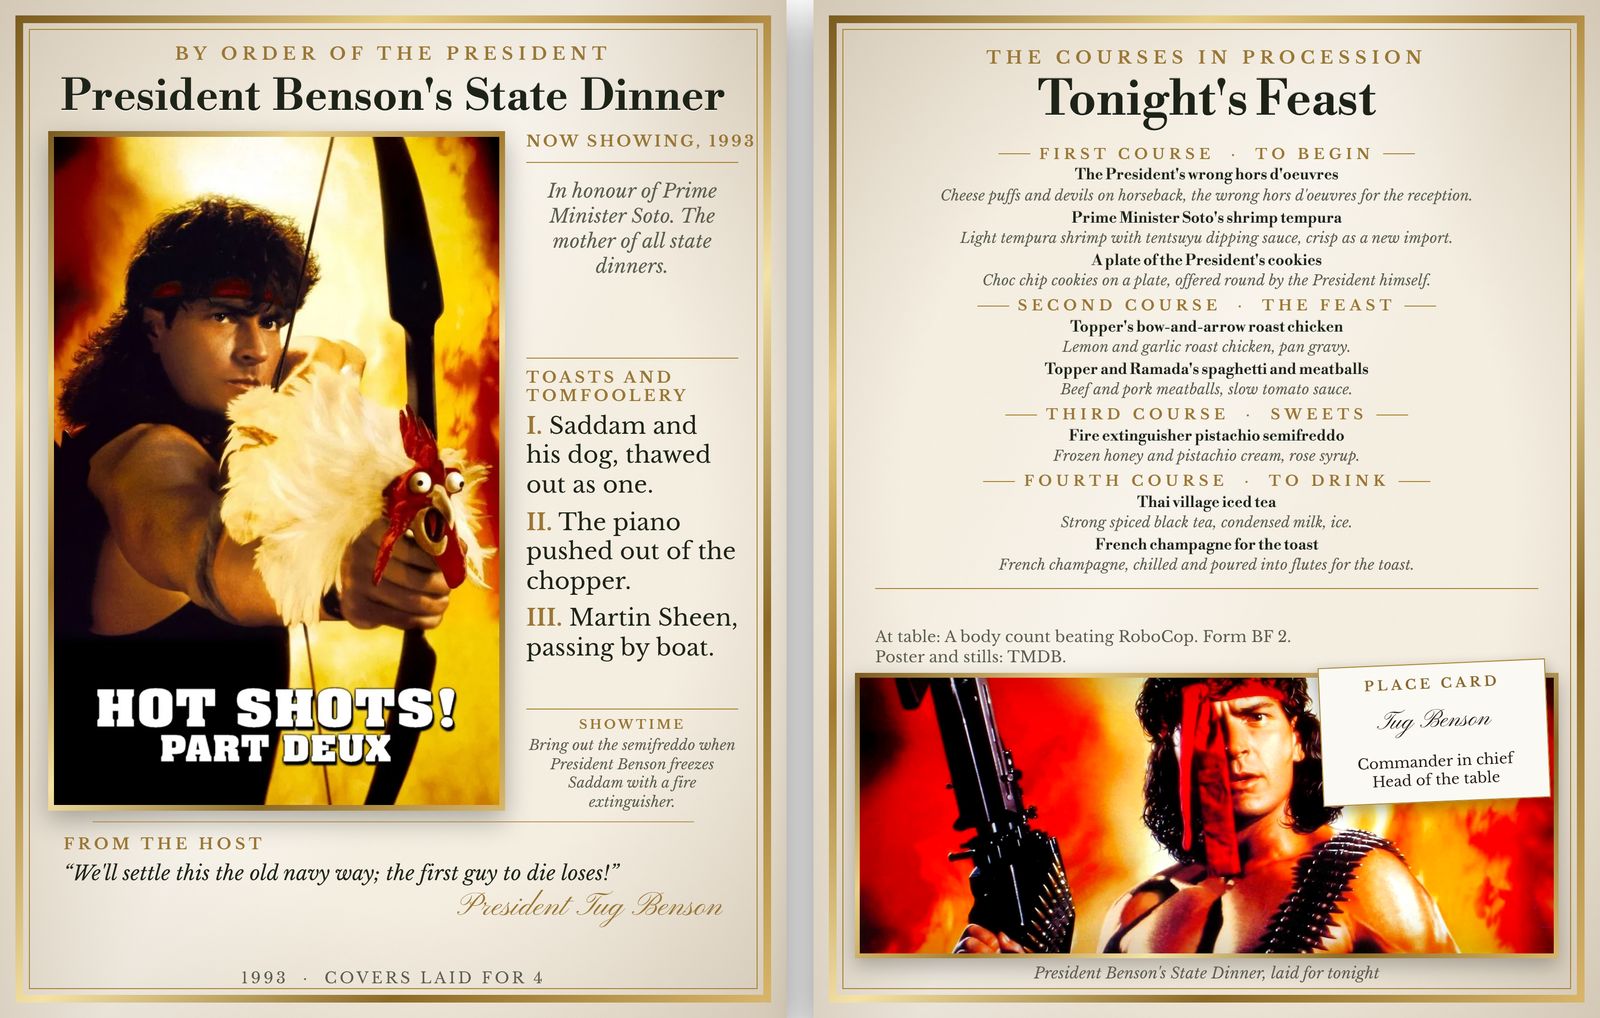 BY ORDER OF THE PRESIDENT
President Benson's State Dinner
NOW SHOWING, 1993
In honour of Prime
Minister Soto. The
mother of all state
dinners.
TOASTS AND
TOMFOOLERY
I. Saddam and
his dog, thawed
out as one.
II. The piano
pushed out of the
chopper.
III. Martin Sheen,
passing by boat.
HOT SHOTS!
PART DEUX
SHOWTIME
Bring out the semifreddo when
President Benson freezes
Saddam with a fire
extinguisher.
FROM THE HOST
“We'll settle this the old navy way; the first guy to die loses!”
President Tug Benson
1993 · COVERS LAID FOR 4
THE COURSES IN PROCESSION
Tonight's Feast
FIRST COURSE · TO BEGIN
The President's wrong hors d'oeuvres
Cheese puffs and devils on horseback, the wrong hors d'oeuvres for the reception.
Prime Minister Soto's shrimp tempura
Light tempura shrimp with tentsuyu dipping sauce, crisp as a new import.
A plate of the President's cookies
Choc chip cookies on a plate, offered round by the President himself.
SECOND COURSE · THE FEAST
Topper's bow-and-arrow roast chicken
Lemon and garlic roast chicken, pan gravy.
Topper and Ramada's spaghetti and meatballs
Beef and pork meatballs, slow tomato sauce.
THIRD COURSE · SWEETS
Fire extinguisher pistachio semifreddo
Frozen honey and pistachio cream, rose syrup.
FOURTH COURSE · TO DRINK
Thai village iced tea
Strong spiced black tea, condensed milk, ice.
French champagne for the toast
French champagne, chilled and poured into flutes for the toast.
At table: A body count beating RoboCop. Form BF 2.
Poster and stills: TMDB.
PLACE CARD
Tug Benson
Commander in chief
Head of the table
President Benson's State Dinner, laid for tonight